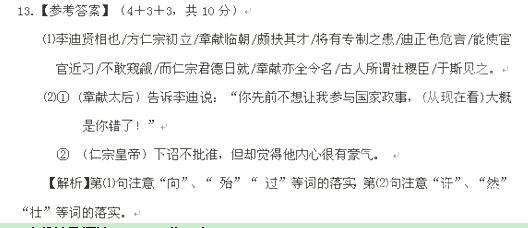 13.【参考答案】（4＋3＋3，共 10 分）
⑴李迪贤相也/方仁宗初立/章献临朝/颇扶其才/将有专制之患/迪正色危言/能使宦
官近习/不敢窥觎/而仁宗君德日就/章献亦全令名/古人所谓社稷臣/于斯见之。
⑵①（章献太后）告诉李迪说：“你先前不想让我参与国家政事，(从现在看)大概
是你错了！”
②（仁宗皇帝）下诏不批准，但却觉得他内心很有豪气。
【解析】第⑴句注意“向”、“ 殆”“ 过”等词的落实，第⑵句注意“许”、“然”
“壮”等词的落实。